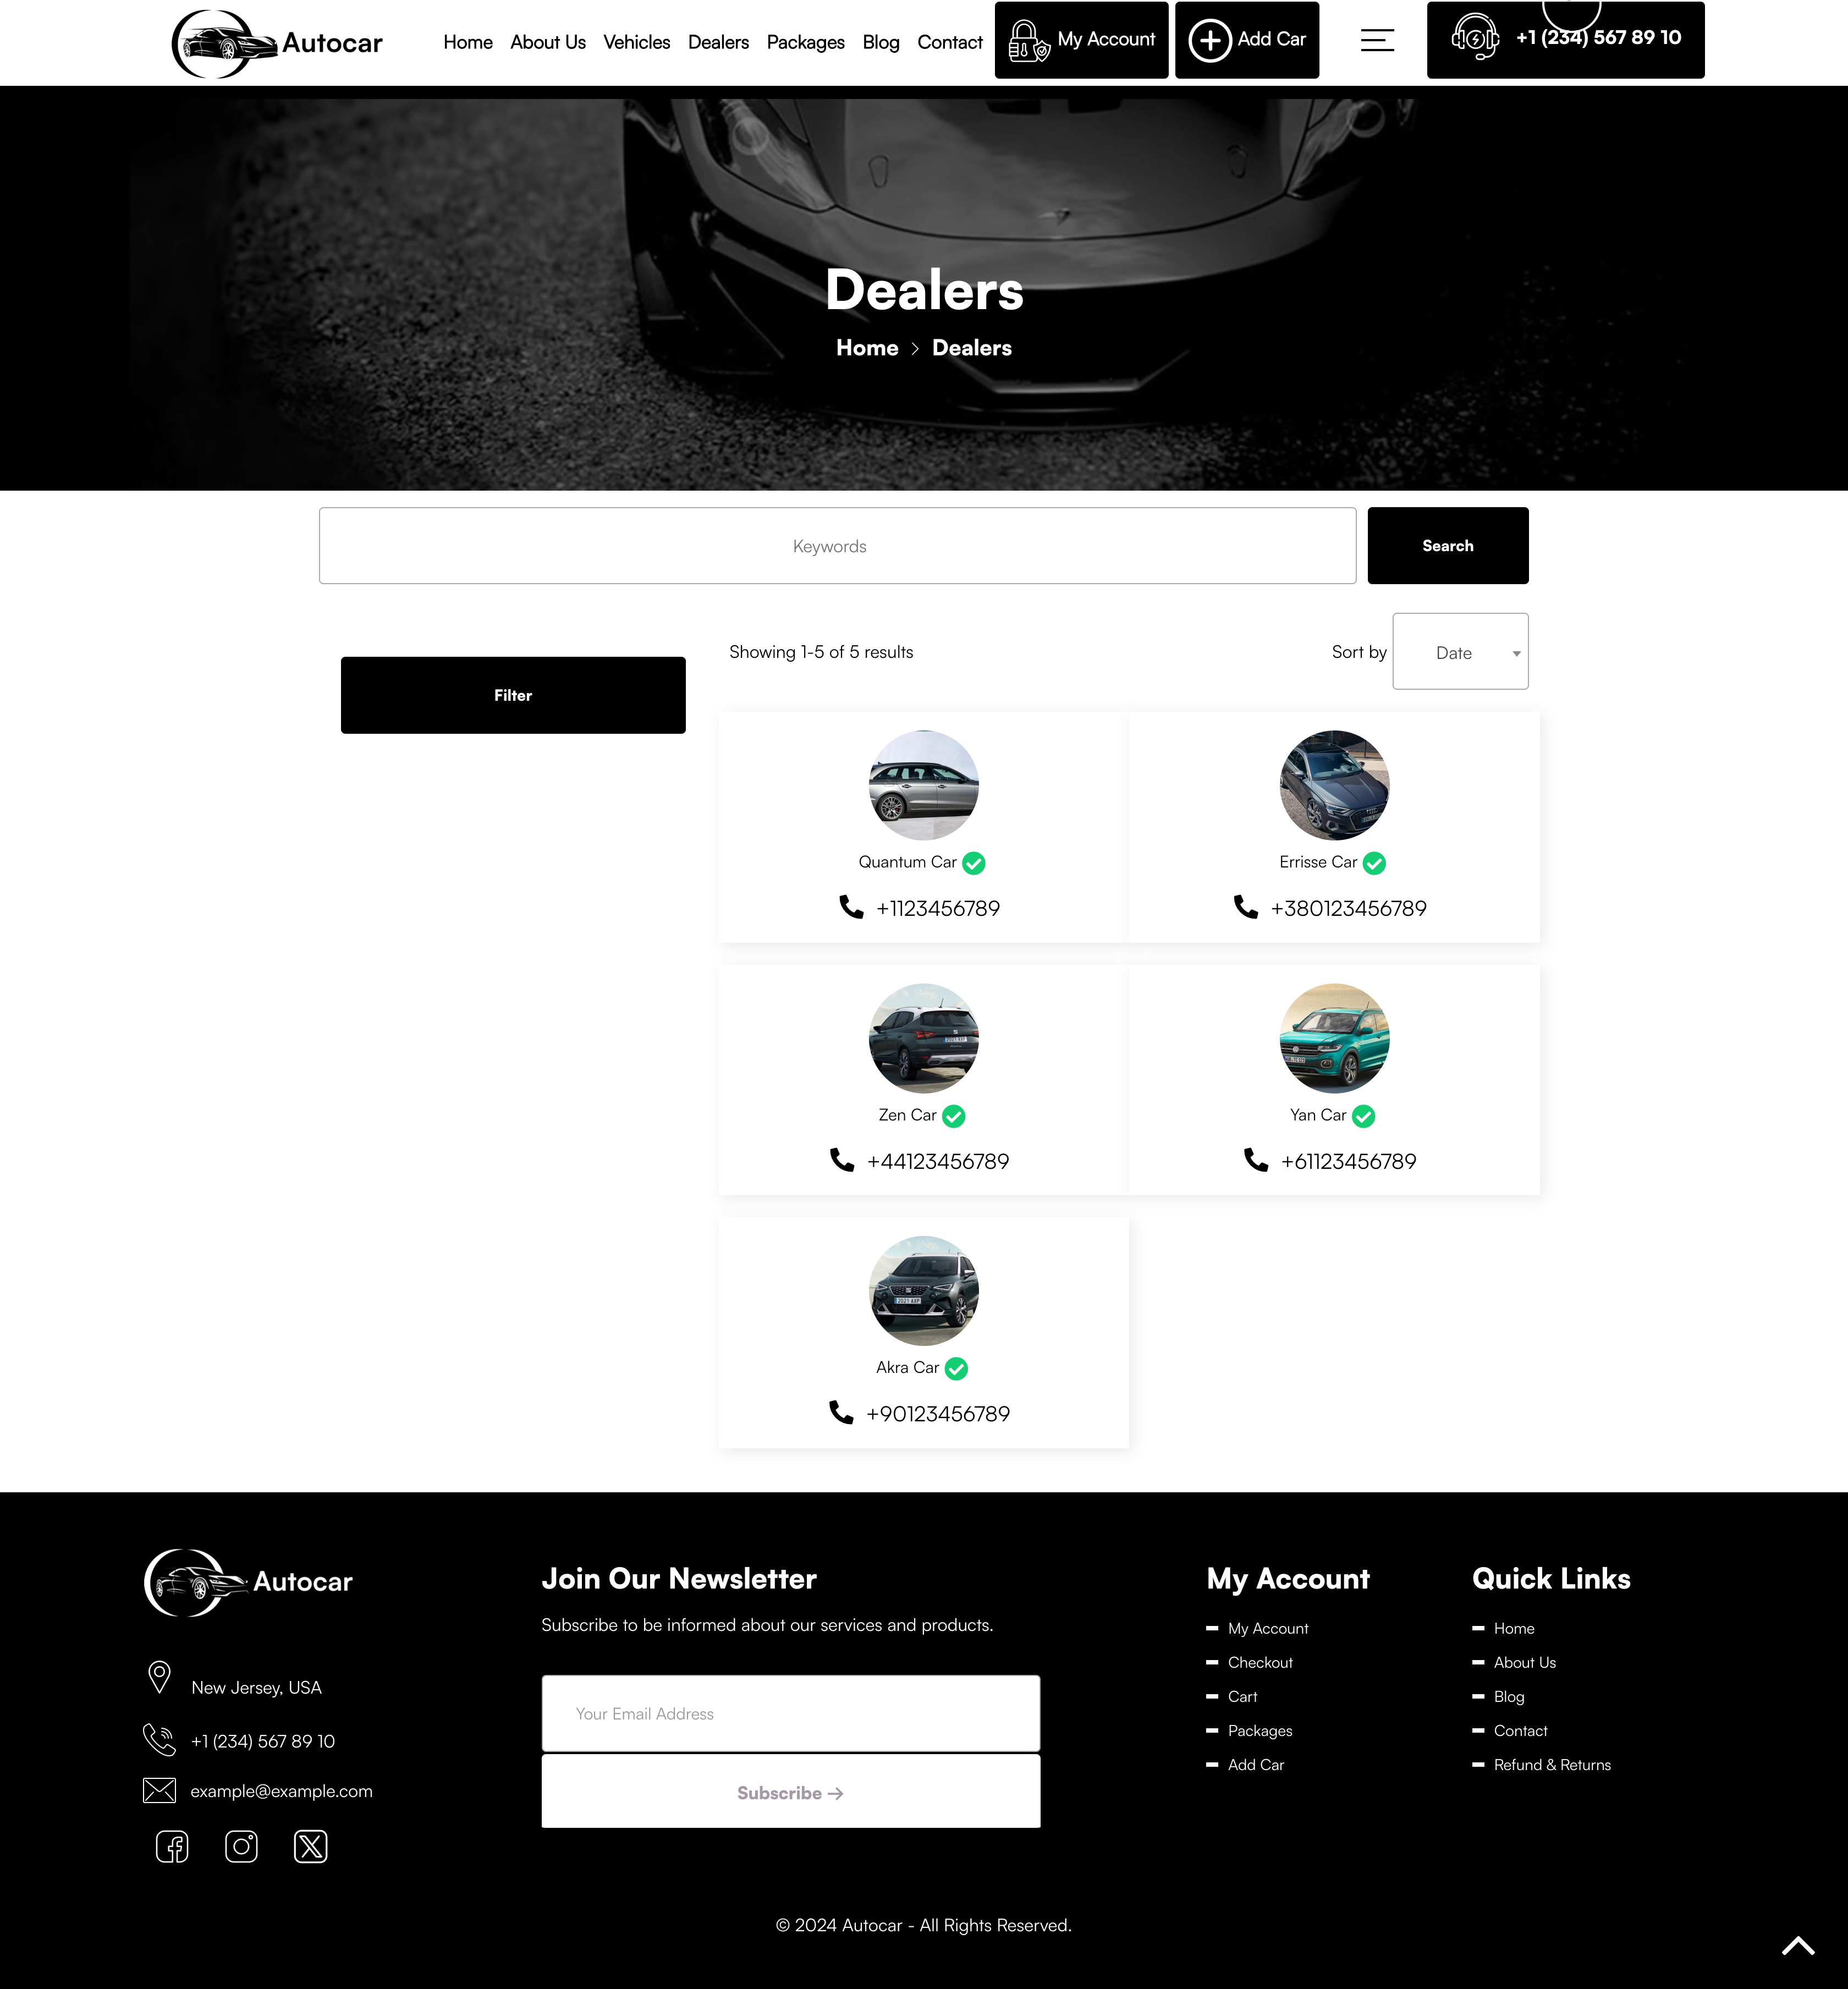 Autocar
Home About Us Vehicles Dealers Packages Blog Contact My Account Add Car +1 (234) 567 89 10
Dealers
Home > Dealers
Keywords
Search
Showing 1-5 of 5 results
Sort by Date
Filter
Quantum Car
+1123456789
Errisse Car
+380123456789
Zen Car
+44123456789
Yan Car
+61123456789
Akra Car
+90123456789
Autocar
New Jersey, USA
+1 (234) 567 89 10
example@example.com
Join Our Newsletter
Subscribe to be informed about our services and products.
Your Email Address
Subscribe →
My Account
My Account
Checkout
Cart
Packages
Add Car
Quick Links
Home
About Us
Blog
Contact
Refund & Returns
© 2024 Autocar - All Rights Reserved.